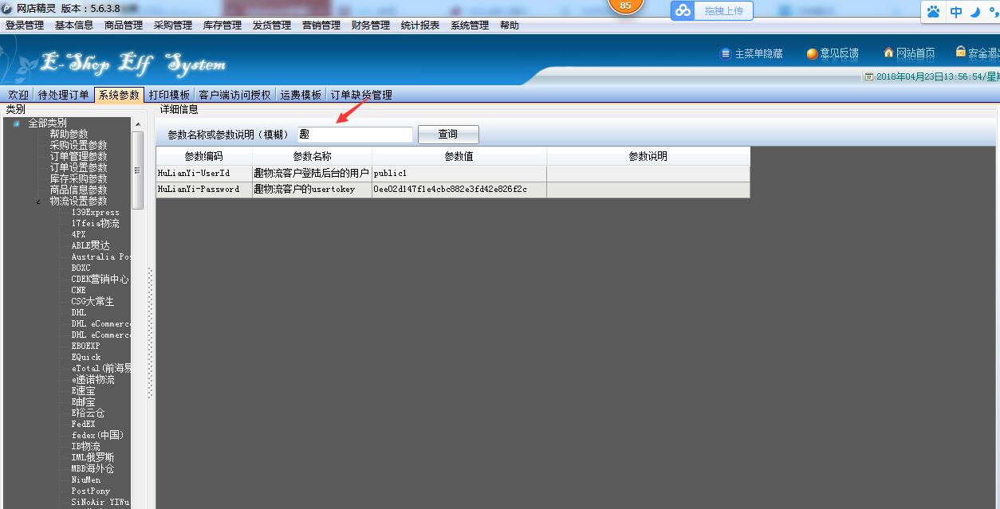 网店精灵 版本：5.6.3.8
85
拖拽上传
中
登录管理 基本信息 商品管理 采购管理 库存管理 发货管理 营销管理 财务管理 统计报表 系统管理 帮助
E-Shop Elf System
主菜单隐藏 意见反馈 网站首页 安全退出
2018年04月23日13:56:54/星期
欢迎 待处理订单 系统参数 打印模板 客户端访问授权 运费模板 订单缺货管理
类别
详细信息
全部类别
参数名称或参数说明（模糊） 趣 查询
帮助参数
采购设置参数
订单管理参数
订单设置参数
库存采购参数
商品信息参数
物流设置参数
参数编码 参数名称 参数值 参数说明
HuLianYi-UserId 趣物流客户登陆后台的用户 public1
HuLianYi-Password 趣物流客户的usertokey 0ee02d147f1e4cbc882e3fd42e826f2c
139Express
17feia物流
4PX
ABLE贯达
Australia Pos
BOXC
CDEK营销中心
CNE
CSG大常生
DHL
DHL eCommerc
DHL eCommerc
EBOEXP
EQuick
eTotal(前海易
e递诺物流
E速宝
E邮宝
E裕云仓
FedEX
fedex(中国)
IB物流
IML俄罗斯
MBB海外仓
NiuMen
PostPony
SiNoAir YIWu